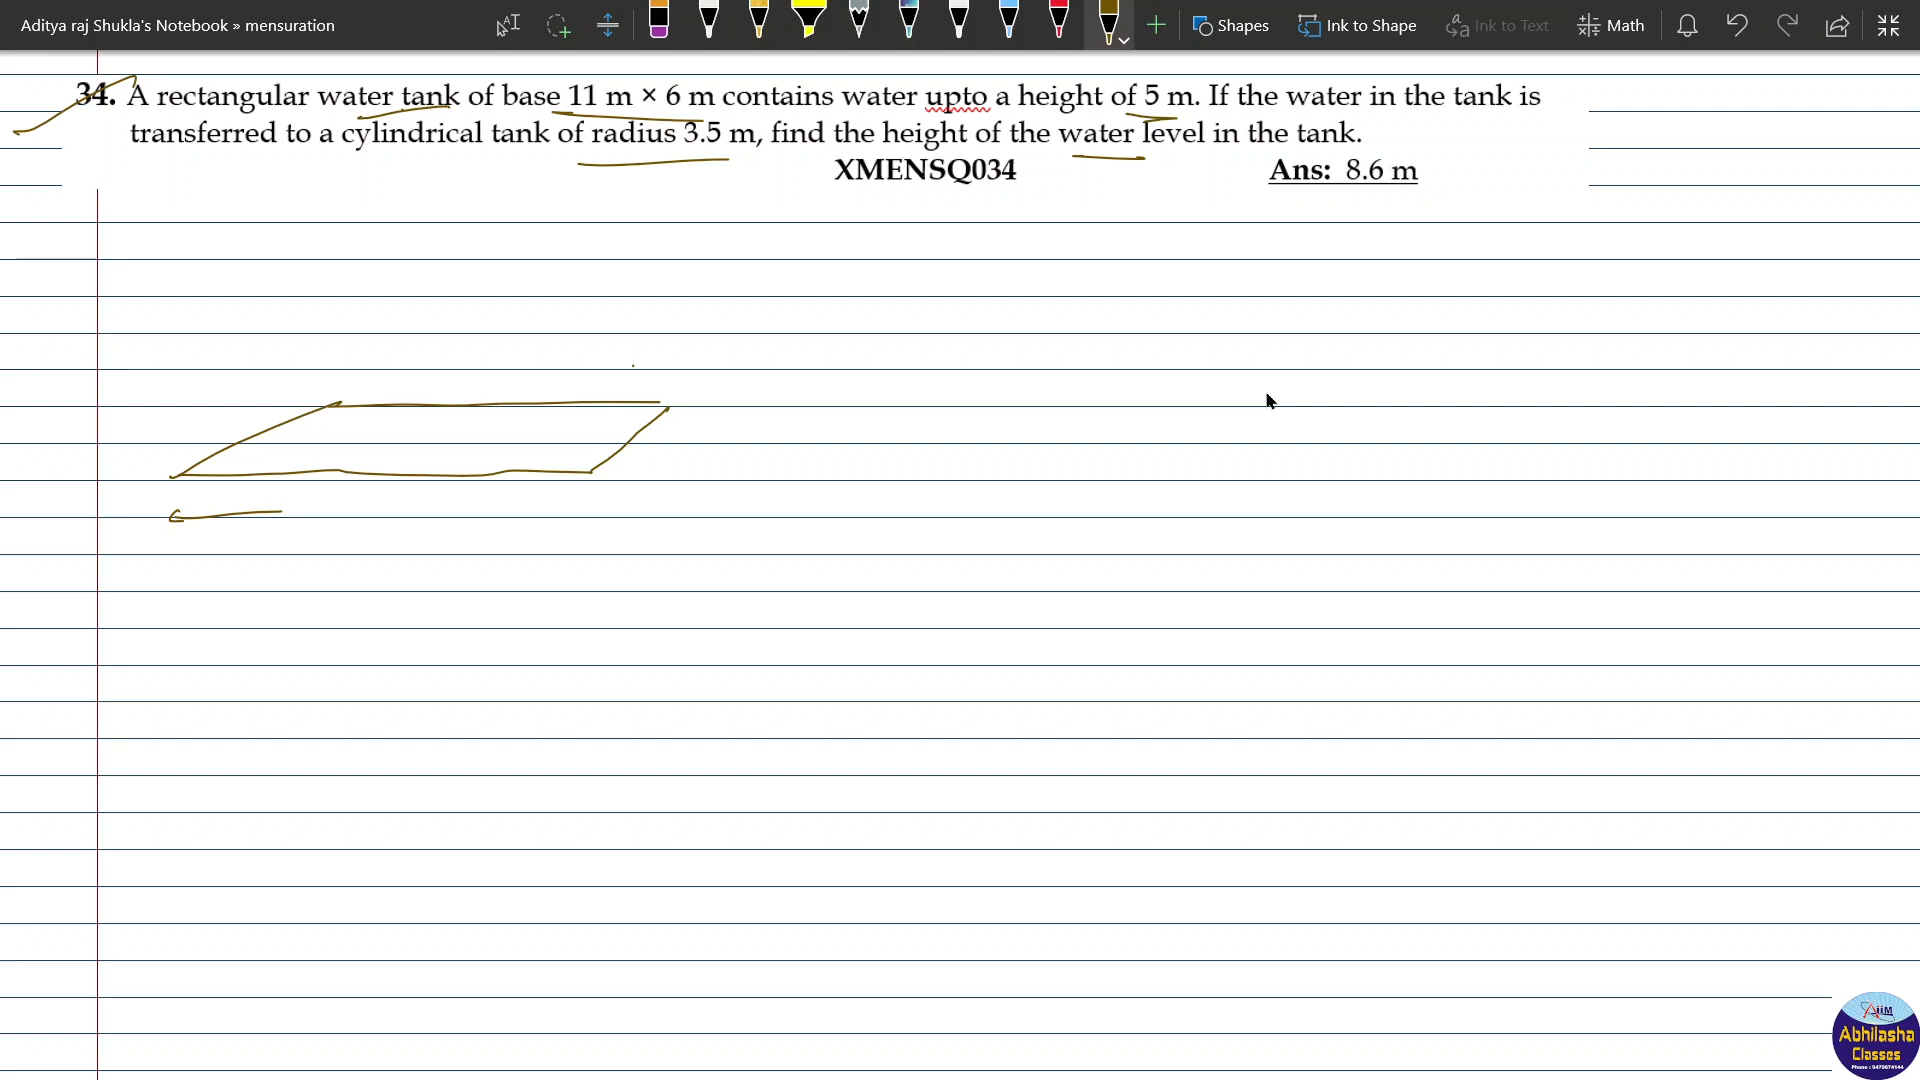 Aditya raj Shukla's Notebook » mensuration
Shapes
Ink to Shape
Ink to Text
Math
34. A rectangular water tank of base 11 m × 6 m contains water upto a height of 5 m. If the water in the tank is
transferred to a cylindrical tank of radius 3.5 m, find the height of the water level in the tank.
XMENSQ034 Ans: 8.6 m
AiiM
Abhilasha
Classes
Phone : 9479874144